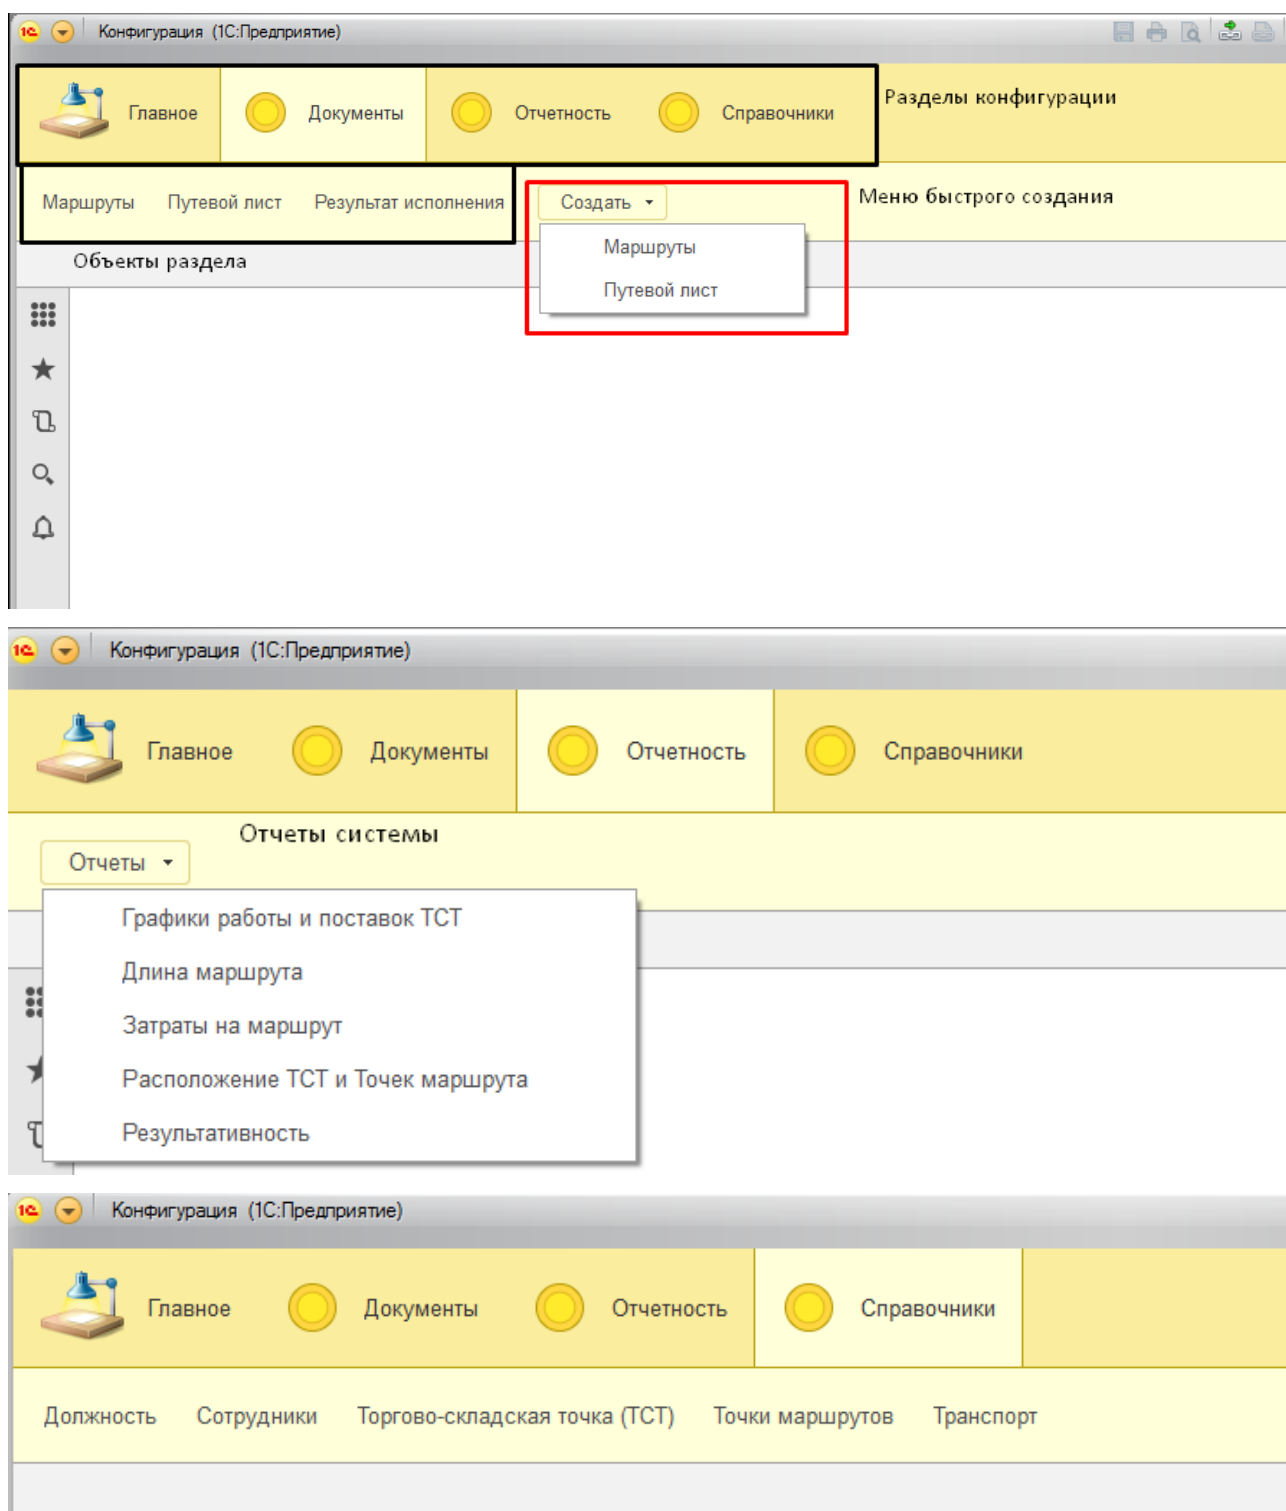 Конфигурация (1С:Предприятие)
Главное Документы Отчетность Справочники Разделы конфигурации
Маршруты Путевой лист Результат исполнения Создать Меню быстрого создания
Маршруты
Объекты раздела
Путевой лист
Конфигурация (1С:Предприятие)
Главное Документы Отчетность Справочники
Отчеты системы
Отчеты
Графики работы и поставок ТСТ
Длина маршрута
Затраты на маршрут
Расположение ТСТ и Точек маршрута
Результативность
Конфигурация (1С:Предприятие)
Главное Документы Отчетность Справочники
Должность Сотрудники Торгово-складская точка (ТСТ) Точки маршрутов Транспорт